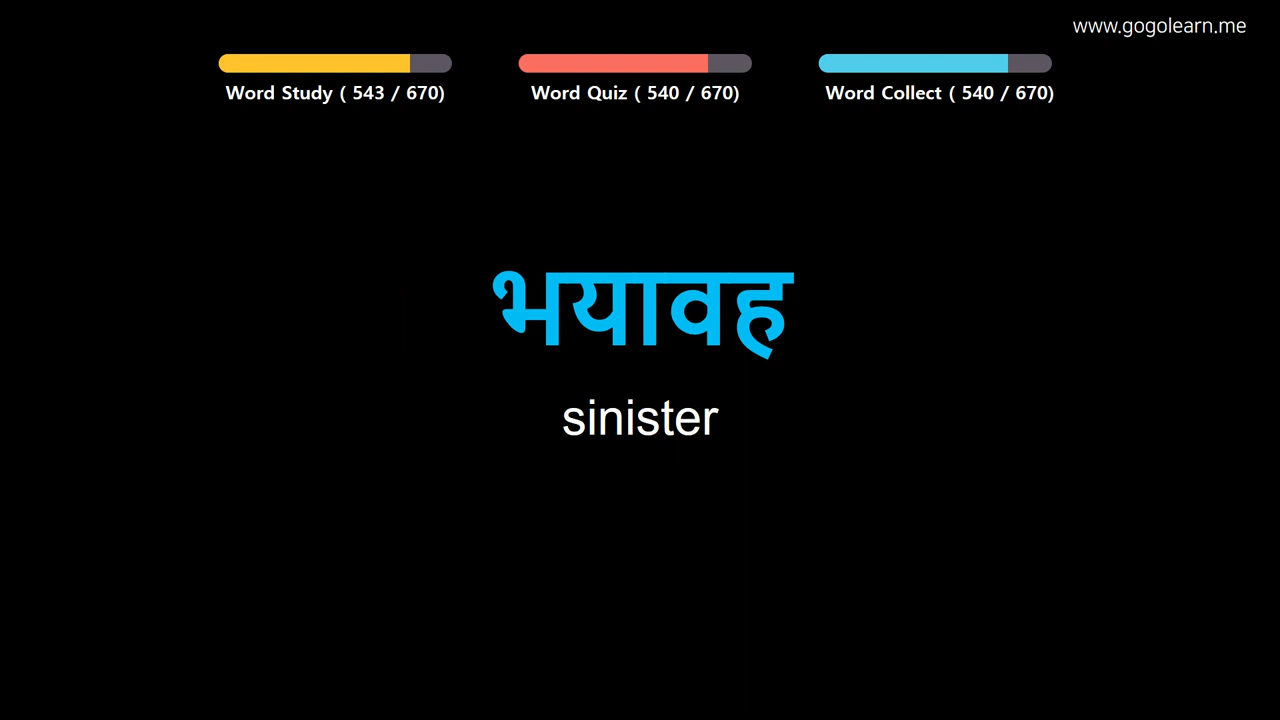 www.gogolearn.me
Word Study ( 543 / 670)
Word Quiz ( 540 / 670)
Word Collect ( 540 / 670)
भयावह
sinister